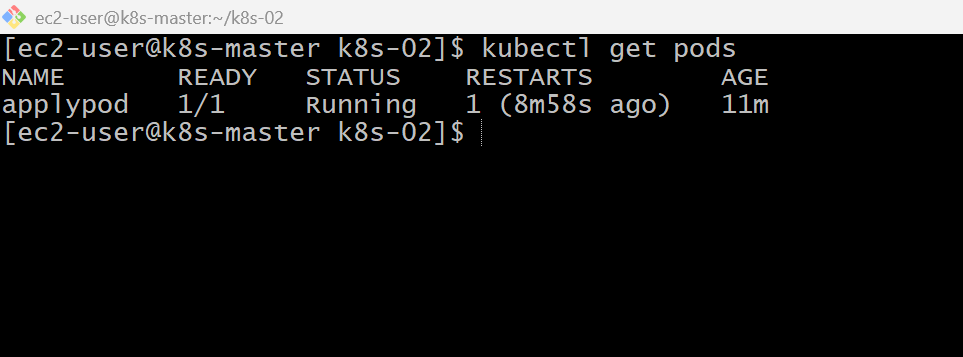 ec2-user@k8s-master:~/k8s-02
[ec2-user@k8s-master k8s-02]$ kubectl get pods
NAME READY STATUS RESTARTS AGE
applypod 1/1 Running 1 (8m58s ago) 11m
[ec2-user@k8s-master k8s-02]$